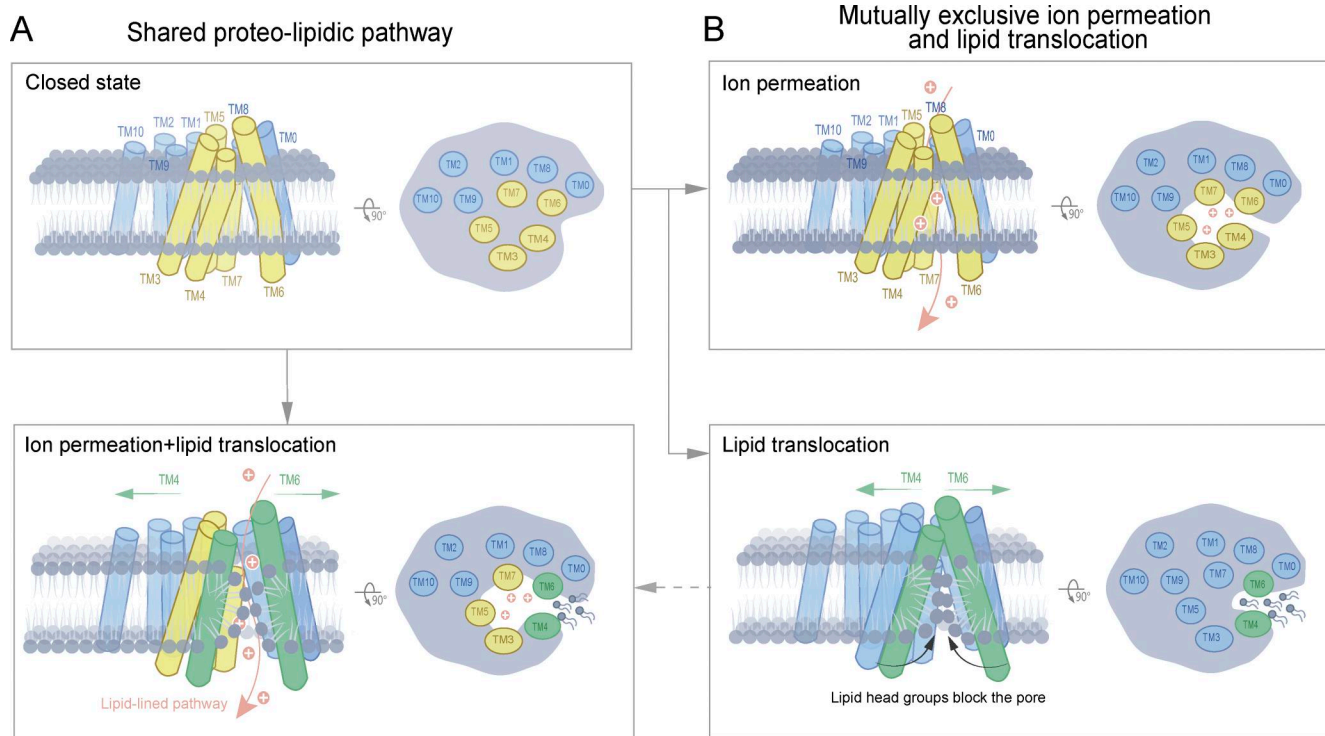 A
Shared proteo-lipidic pathway
B
Mutually exclusive ion permeation
and lipid translocation
Closed state
TM10
TM2
TM1
TM5
TM8
TM9
TM0
TM3
TM4
TM7
TM6
90°
TM2
TM1
TM8
TM0
TM10
TM9
TM7
TM6
TM5
TM4
TM3
Ion permeation
+
TM10
TM2
TM1
TM5
TM8
TM9
TM0
+
+
TM3
TM4
TM7
TM6
+
90°
TM2
TM1
TM8
TM0
TM10
TM9
TM7
TM6
+
+
+
TM5
TM4
TM3
Ion permeation+lipid translocation
TM4
+
TM6
+
+
+
+
Lipid-lined pathway
90°
TM2
TM1
TM8
TM0
TM10
TM9
TM7
TM6
+
+
+
TM5
TM4
TM3
Lipid translocation
TM4
TM6
Lipid head groups block the pore
90°
TM2
TM1
TM8
TM0
TM10
TM9
TM7
TM6
TM5
TM4
TM3